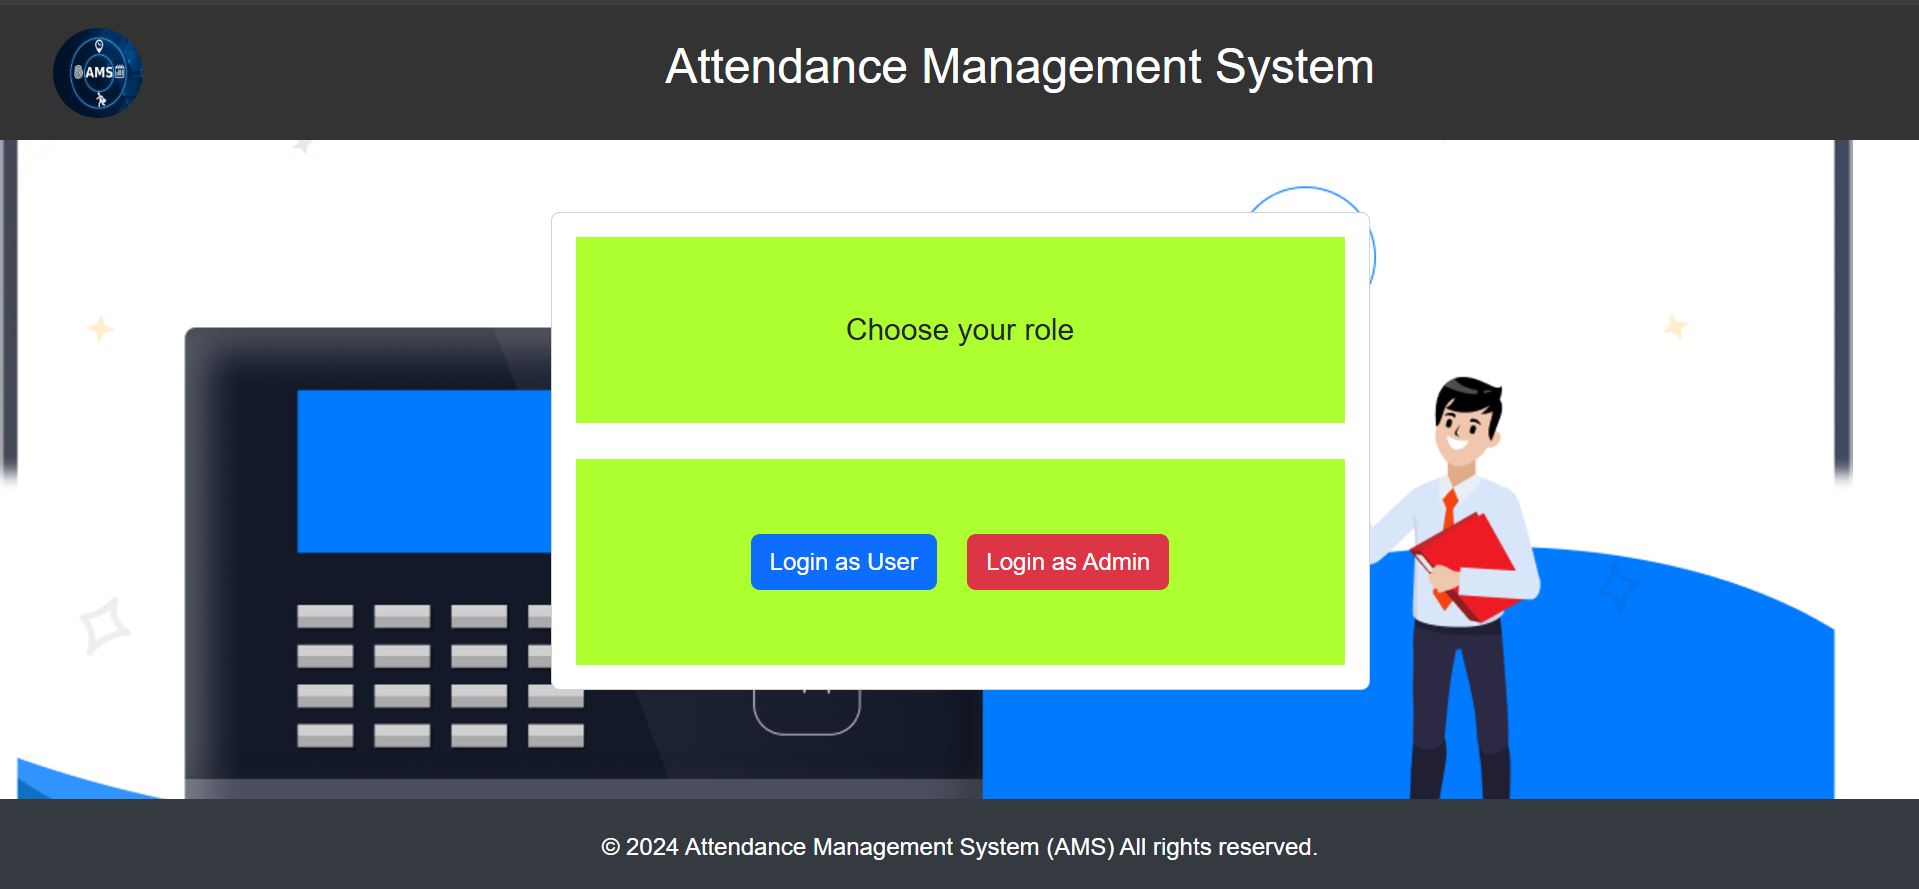 AMS
Attendance Management System
Choose your role
Login as User
Login as Admin
© 2024 Attendance Management System (AMS) All rights reserved.